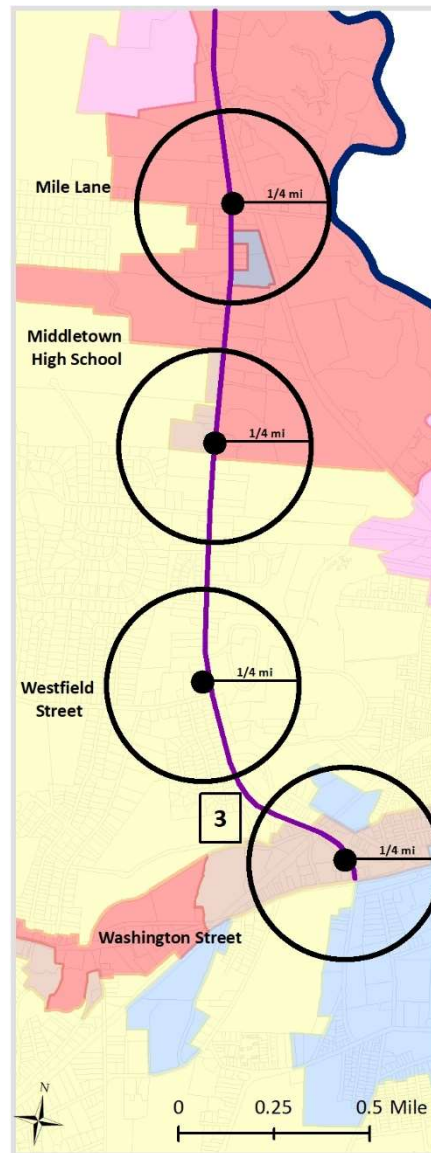 Mile Lane
1/4 mi
Middletown
High School
1/4 mi
Westfield
Street
1/4 mi
3
1/4 mi
Washington Street
N
0 0.25 0.5 Mile